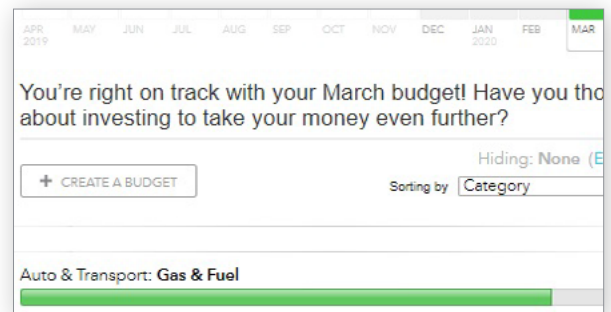 APR MAY JUN JUL AUG SEP OCT NOV DEC JAN FEB MAR
2019 2020
You're right on track with your March budget! Have you tho
about investing to take your money even further?
Hiding: None (E
+ CREATE A BUDGET
Sorting by Category
Auto & Transport: Gas & Fuel